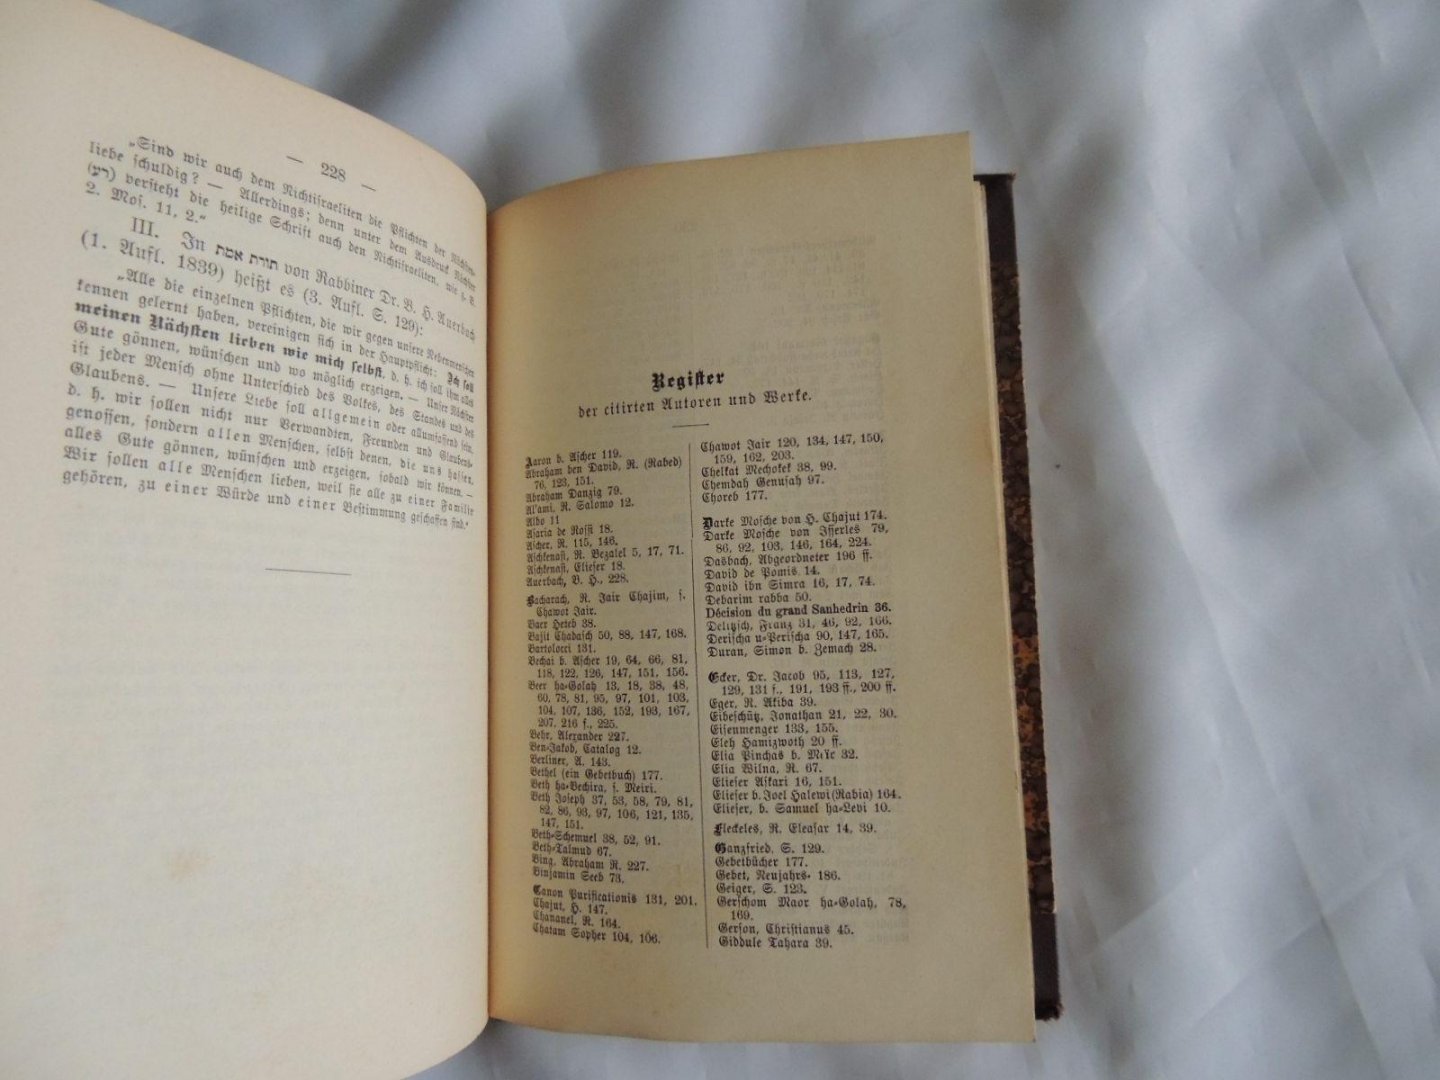 — 228 —
„Sind wir auch dem Nichtisraeliten die Pflichten der Nächsten-
liebe schuldig? — Allerdings; denn unter dem Ausdruck Nächster
(רע) versteht die heilige Schrift auch den Nichtisraeliten, wie z. B.
2. Mos. 11, 2.“
III. In תורת אמת von Rabbiner Dr. B. H. Auerbach
(1. Aufl. 1839) heißt es (3. Aufl. S. 129):
„Alle die einzelnen Pflichten, die wir gegen unsere Nebenmenschen
kennen gelernt haben, vereinigen sich in der Hauptpflicht: Ich soll
meinen Nächsten lieben wie mich selbst, d. h. ich soll ihm alles
Gute gönnen, wünschen und wo möglich erzeigen. — Unser Nächster
ist jeder Mensch ohne Unterschied des Volkes, des Standes und des
Glaubens. — Unsere Liebe soll allgemein oder allumfassend sein,
d. h. wir sollen nicht nur Verwandten, Freunden und Glaubens-
genossen, sondern allen Menschen, selbst denen, die uns hassen,
alles Gute gönnen, wünschen und erzeigen, sobald wir können. —
Wir sollen alle Menschen lieben, weil sie alle zu einer Familie
gehören, zu einer Würde und einer Bestimmung geschaffen sind.“
Register
der citirten Autoren und Werke.
Aaron b. Ascher 119.
Abraham ben David, R. (Rabed)
76, 123, 151.
Abraham Danzig 79.
Al'ami, R. Salomo 12.
Aldo 11
Asaria de Rossi 18.
Ascher, R. 115, 146.
Aschkenasi, R. Bezalel 5, 17, 71.
Aschkenasi, Elieser 18.
Auerbach, B. H., 228.
Bacharach, R. Jair Chajim, s.
Chawot Jair.
Baer Heteb 38.
Bajit Chadasch 50, 88, 147, 168.
Bartolocci 131.
Bechai b. Ascher 19, 64, 66, 81,
118, 122, 126, 147, 151, 156.
Beer ha-Golah 13, 18, 38, 48,
60, 78, 81, 95, 97, 101, 103,
104, 107, 136, 152, 193, 167,
207, 216 f., 225.
Behr, Alexander 227.
Ben-Jakob, Catalog 12.
Berliner, A. 143.
Bethel (ein Gebetbuch) 177.
Beth ha-Bechira, s. Meiri.
Beth Joseph 37, 53, 58, 79, 81,
82, 86, 93, 97, 106, 121, 135,
147, 151.
Beth-Schemuel 38, 52, 91.
Beth-Talmud 67.
Bing, Abraham R. 227.
Binjamin Seeb 73.
Canon Purificationis 131, 201.
Chajut, H. 147.
Chananel, R. 164.
Chatam Sopher 104, 106.
Chawot Jair 120, 134, 147, 150,
159, 162, 203.
Chelkat Mechokek 38, 99.
Chemdah Genusah 97.
Choreb 177.
Darke Mosche von H. Chajut 174.
Darke Mosche von Isserles 79,
86, 92, 103, 146, 164, 224.
Dasbach, Abgeordneter 196 ff.
David de Pomis 14.
David ibn Simra 16, 17, 74.
Debarim rabba 50.
Décision du grand Sanhedrin 36.
Delitzsch, Franz 31, 46, 92, 166.
Derischa u-Perischa 90, 147, 165.
Duran, Simon b. Zemach 28.
Ecker, Dr. Jacob 95, 113, 127,
129, 131 f., 191, 193 ff., 200 ff.
Eger, R. Akiba 39.
Eibeschütz, Jonathan 21, 22, 30.
Eisenmenger 133, 155.
Eleh Hamizwoth 20 ff.
Elia Pinchas b. Meïr 32.
Elia Wilna, R. 67.
Elieser Askari 16, 151.
Elieser b. Joel Halewi (Rabia) 164.
Elieser, b. Samuel ha-Levi 10.
Fleckeles, R. Eleasar 14, 39.
Ganzfried, S. 129.
Gebetbücher 177.
Gebet, Neujahrs- 186.
Geiger, S. 123.
Gerschom Maor ha-Golah, 78,
169.
Gerson, Christianus 45.
Giddule Tahara 39.